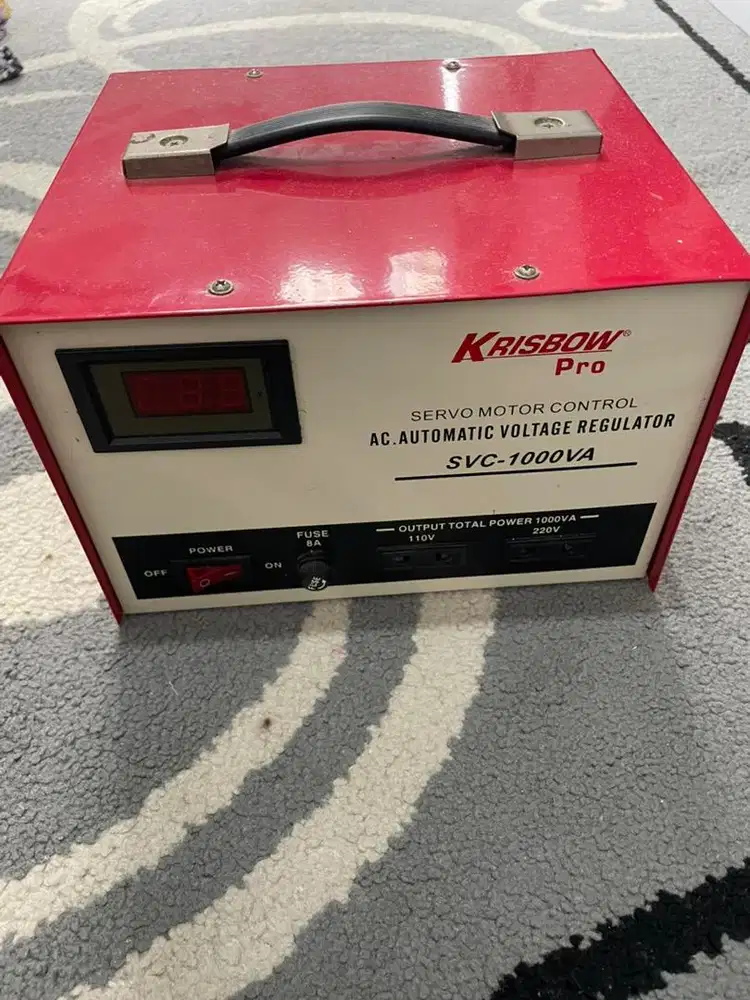 KRISBOW®
Pro
SERVO MOTOR CONTROL
AC.AUTOMATIC VOLTAGE REGULATOR
SVC-1000VA
OUTPUT TOTAL POWER 1000VA
110V 220V
FUSE
8A
POWER
OFF ON
FUSE